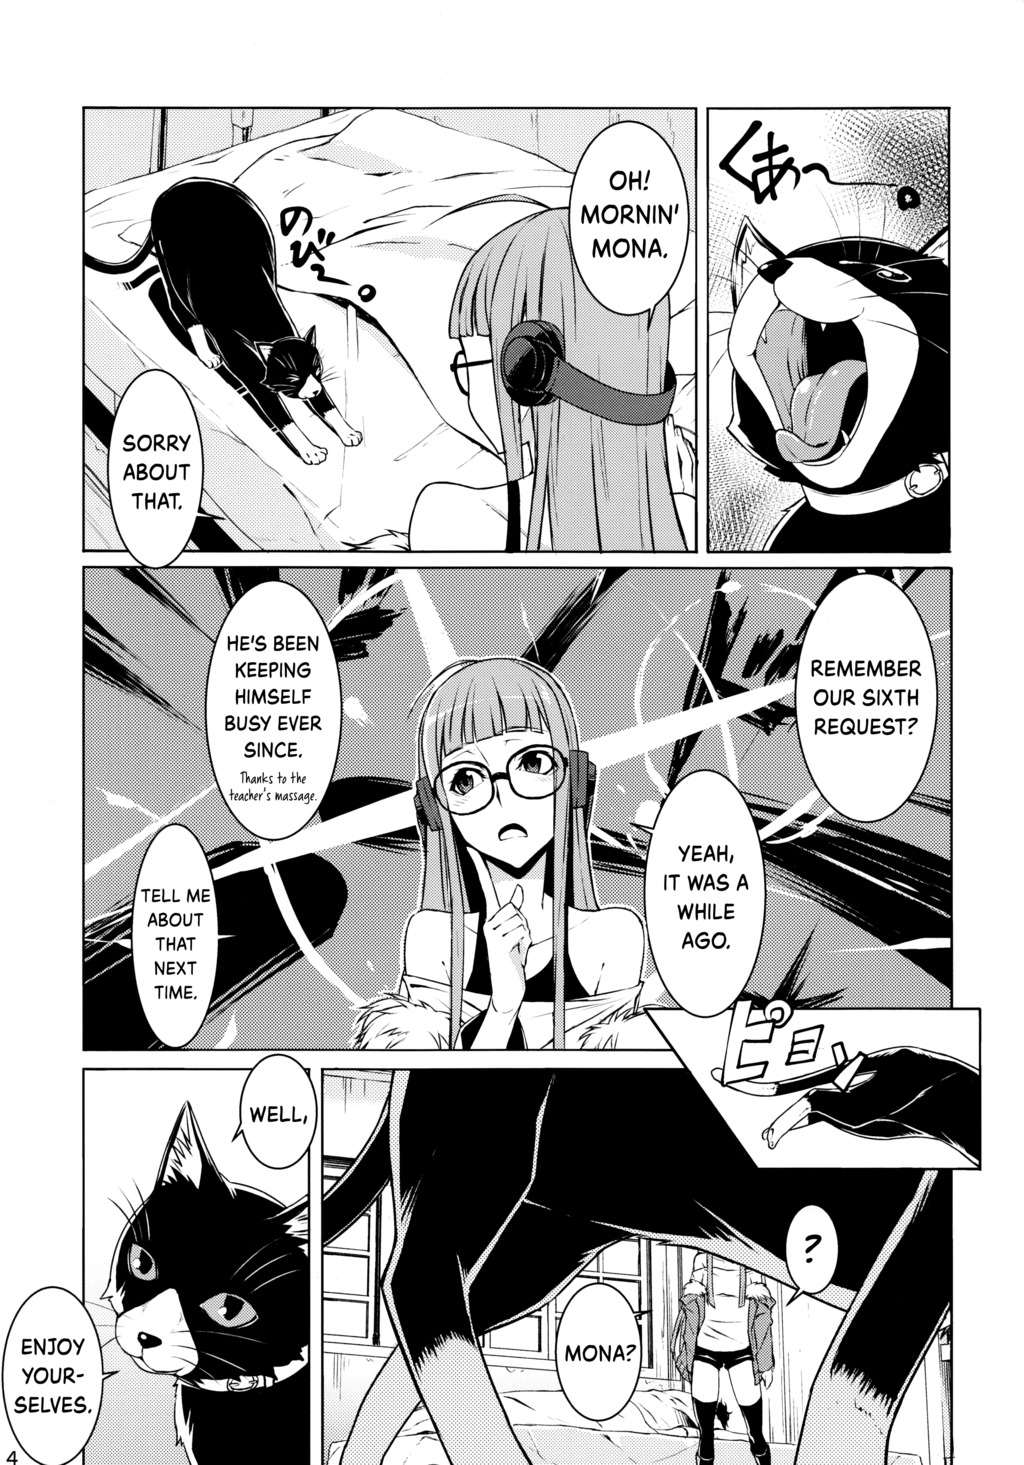 くあ〜。
OH!
MORNIN'
MONA.
のび〜。
SORRY
ABOUT
THAT.
REMEMBER
OUR SIXTH
REQUEST?
YEAH,
IT WAS A
WHILE
AGO.
HE'S BEEN
KEEPING
HIMSELF
BUSY EVER
SINCE.
Thanks to the
teacher's massage.
TELL ME
ABOUT
THAT
NEXT
TIME.
ピョン
?
MONA?
WELL,
ENJOY
YOUR-
SELVES.
4